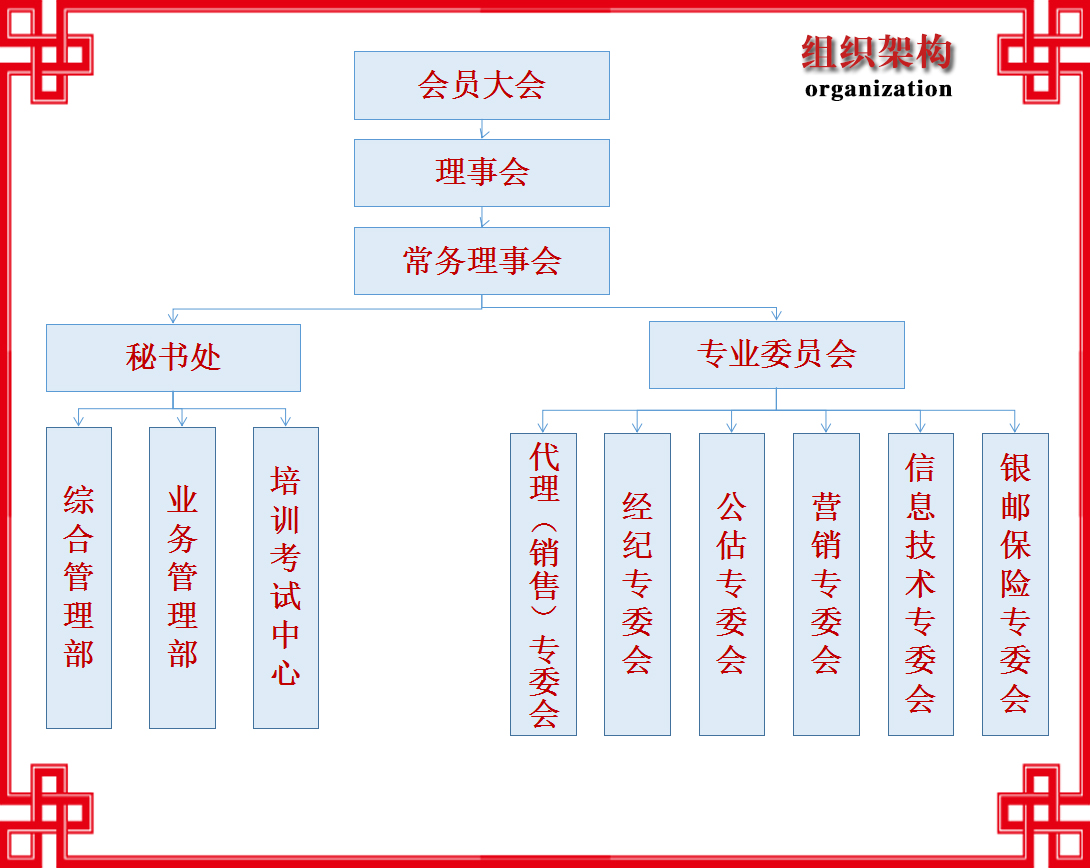 组织架构
organization
会员大会
理事会
常务理事会
秘书处
专业委员会
综合管理部
业务管理部
培训考试中心
代理（销售）专委会
经纪专委会
公估专委会
营销专委会
信息技术专委会
银邮保险专委会